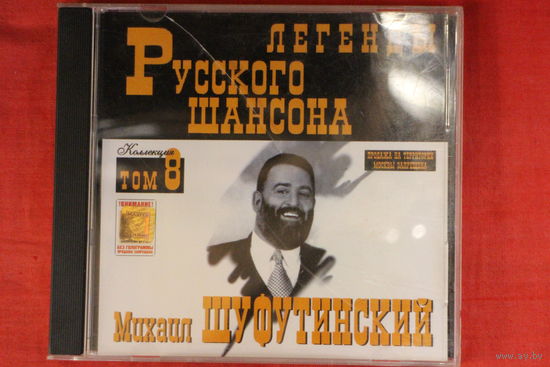 ЛЕГЕНДЫ
РУССКОГО
ШАНСОНА
Коллекция
ТОМ 8
ПРОДАЖА НА ТЕРРИТОРИИ
МОСКВЫ ЗАПРЕЩЕНА
!ВНИМАНИЕ!
БЕЗ ГОЛОГРАММЫ
ПРОДАЖА ЗАПРЕЩЕНА
Михаил ШУФУТИНСКИЙ
www.ay.by